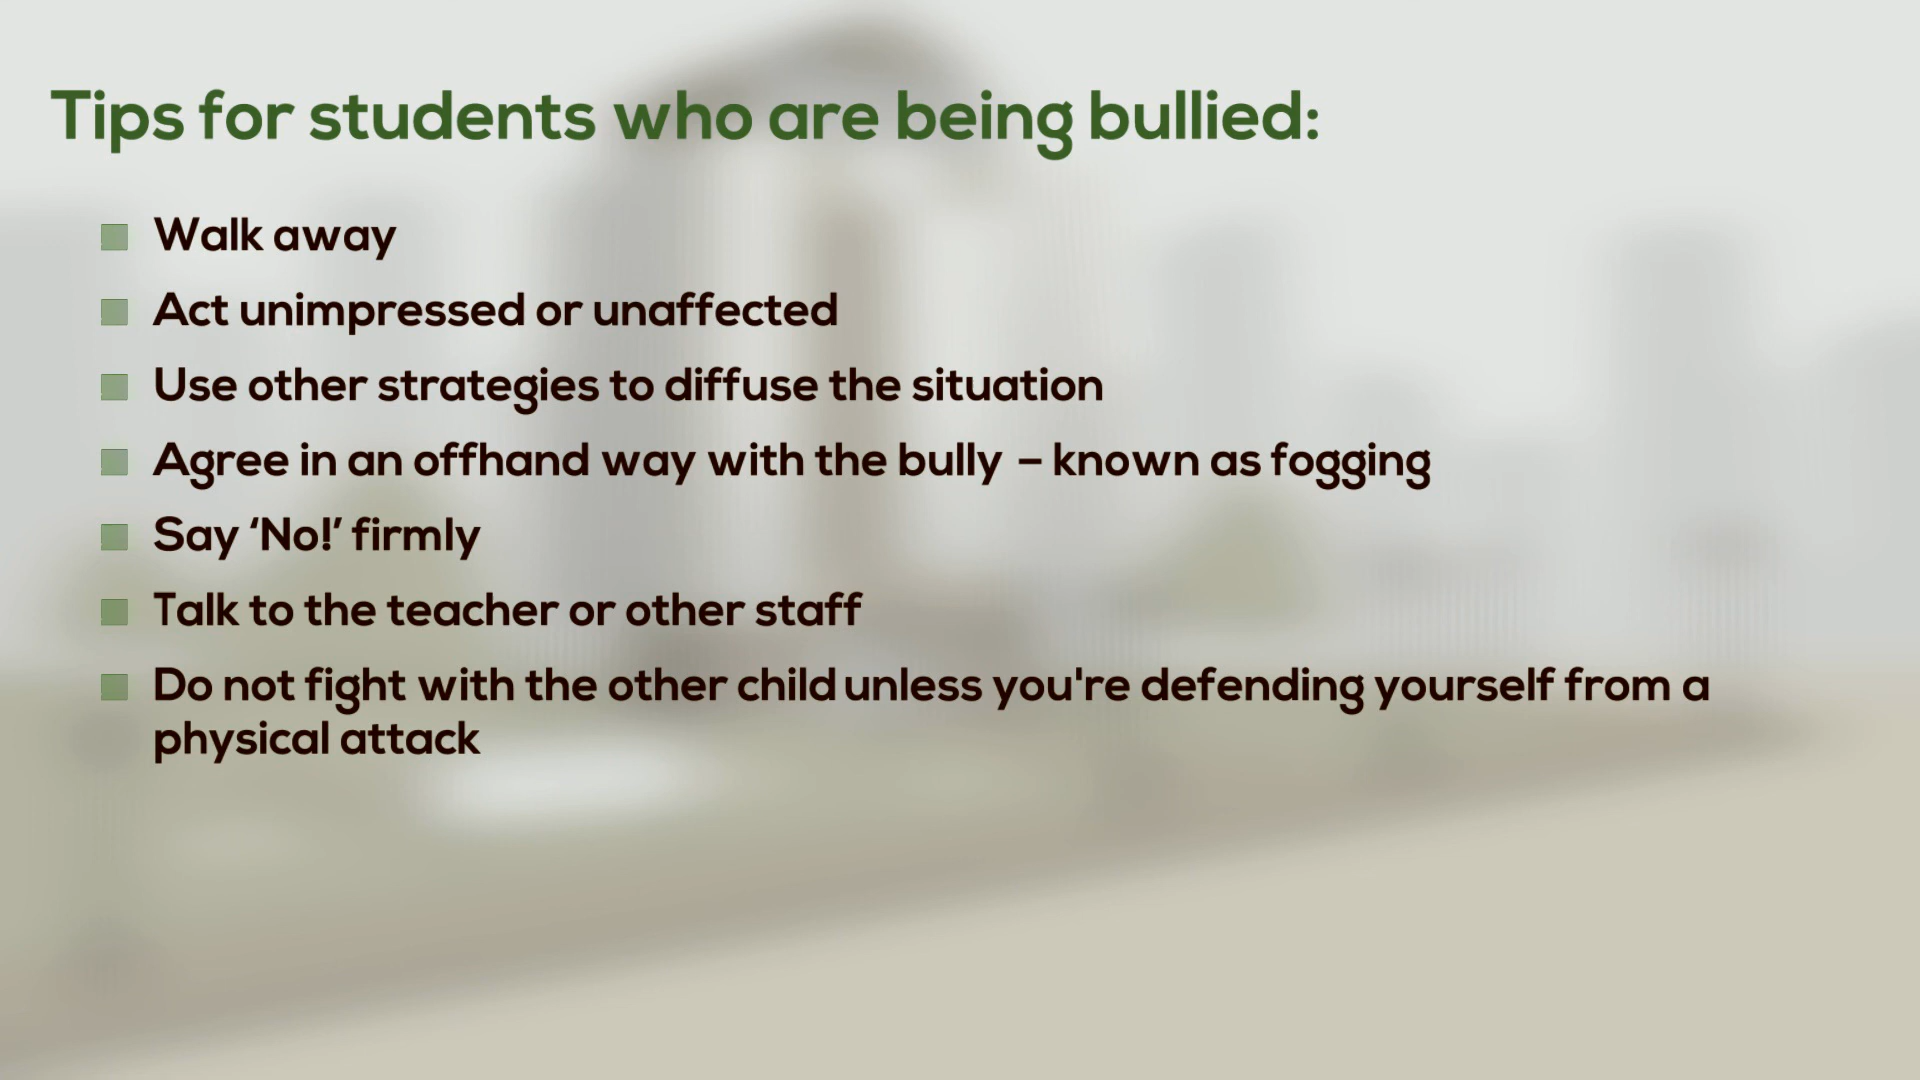 Tips for students who are being bullied:
Walk away
Act unimpressed or unaffected
Use other strategies to diffuse the situation
Agree in an offhand way with the bully – known as fogging
Say ‘No!’ firmly
Talk to the teacher or other staff
Do not fight with the other child unless you're defending yourself from a
physical attack